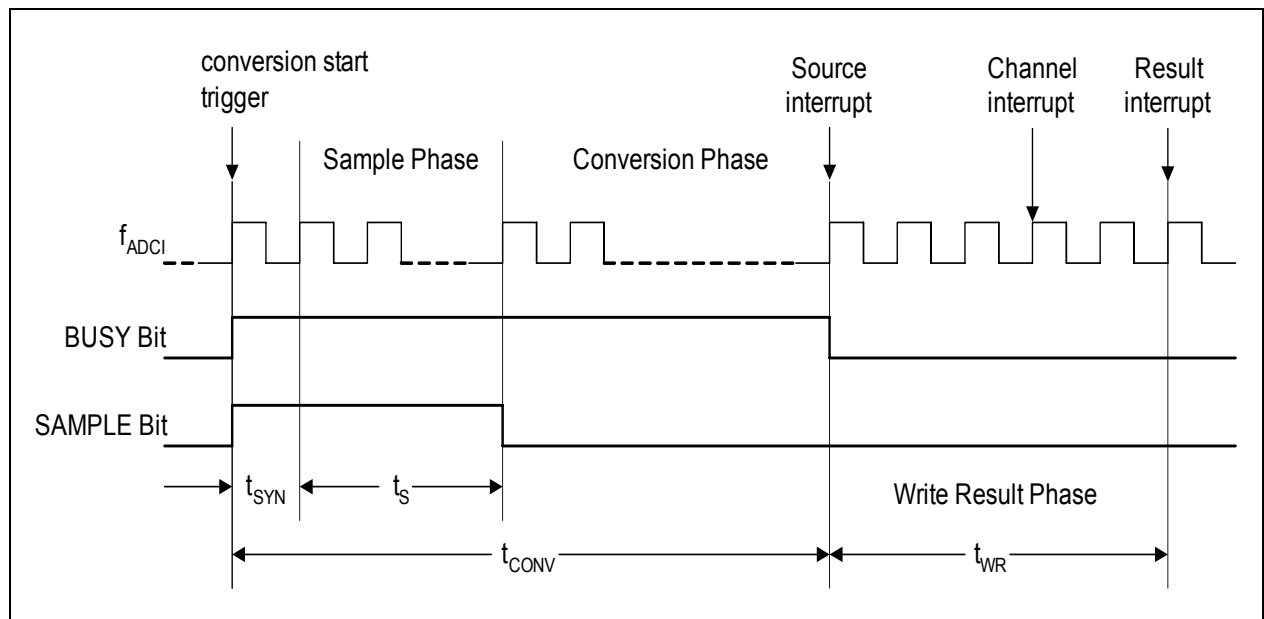 conversion start
trigger
Source
interrupt
Channel
interrupt
Result
interrupt
Sample Phase
Conversion Phase
fADCI
BUSY Bit
SAMPLE Bit
tSYN
tS
Write Result Phase
tCONV
tWR